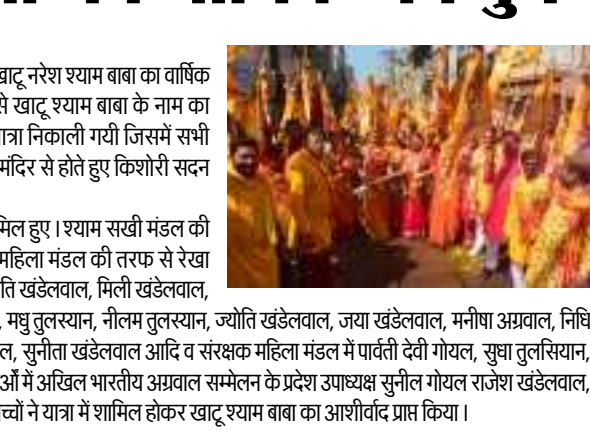 खाटू नरेश श्याम बाबा का वार्षिक
से खाटू श्याम बाबा के नाम का
यात्रा निकाली गयी जिसमें सभी
मंदिर से होते हुए किशोरी सदन
मिल हुए । श्याम सखी मंडल की
महिला मंडल की तरफ से रेखा
ति खंडेलवाल, मिली खंडेलवाल,
, मधु तुलस्यान, नीलम तुलस्यान, ज्योति खंडेलवाल, जया खंडेलवाल, मनीषा अग्रवाल, निधि
ल, सुनीता खंडेलवाल आदि व संरक्षक महिला मंडल में पार्वती देवी गोयल, सुधा तुलसियान,
ओं में अखिल भारतीय अग्रवाल सम्मेलन के प्रदेश उपाध्यक्ष सुनील गोयल राजेश खंडेलवाल,
च्चों ने यात्रा में शामिल होकर खाटू श्याम बाबा का आशीर्वाद प्राप्त किया ।